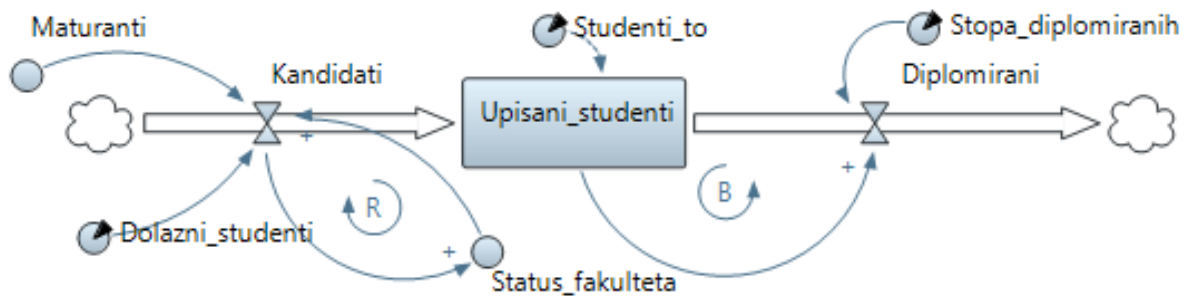 Maturanti
Studenti_to
Stopa_diplomiranih
Kandidati
Diplomirani
Upisani_studenti
+
+
R
B
Dolazni_studenti
+
Status_fakulteta